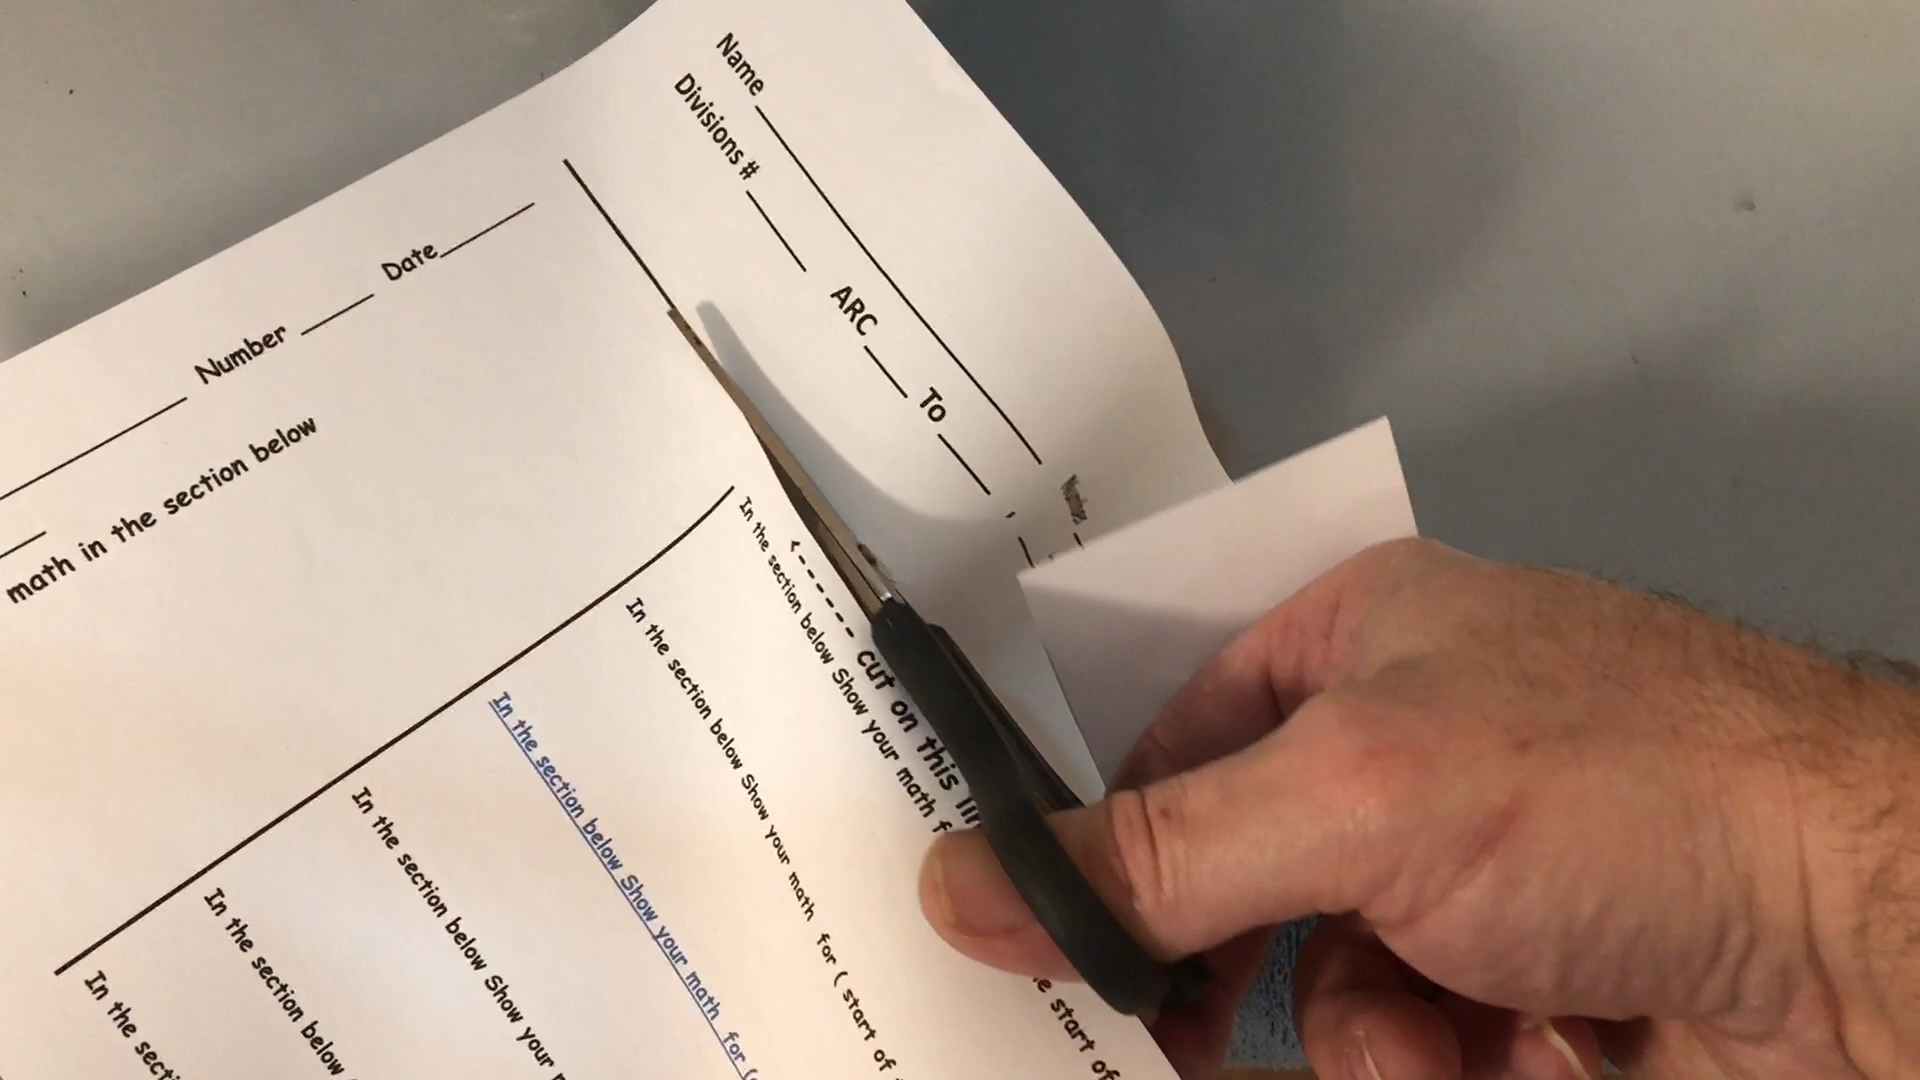 Name
Divisions # ARC To
Number Date
math in the section below
<----- cut on this
In the section below Show your math
In the section below Show your math for ( start of
In the section below Show your math for
In the section below Show your
In the section below
In the
start of